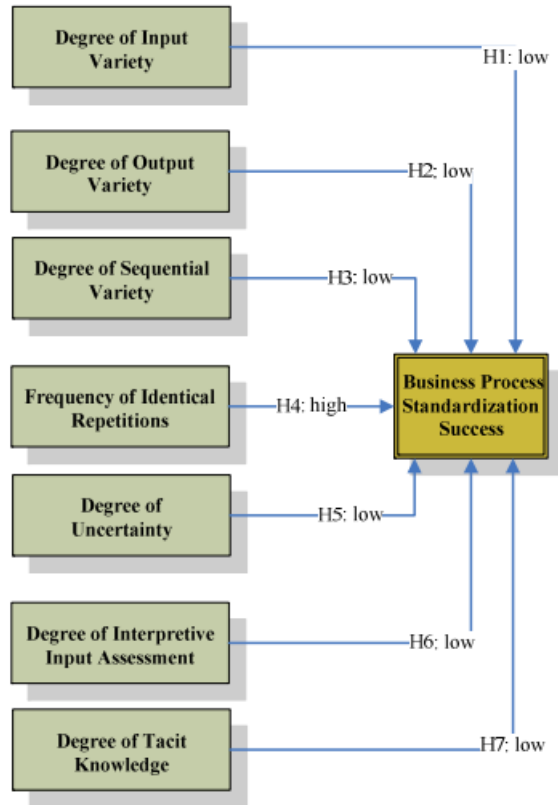 Degree of Input
Variety
H1: low
Degree of Output
Variety
H2: low
Degree of Sequential
Variety
H3: low
Frequency of Identical
Repetitions
H4: high
Business Process
Standardization
Success
Degree of
Uncertainty
H5: low
Degree of Interpretive
Input Assessment
H6: low
Degree of Tacit
Knowledge
H7: low